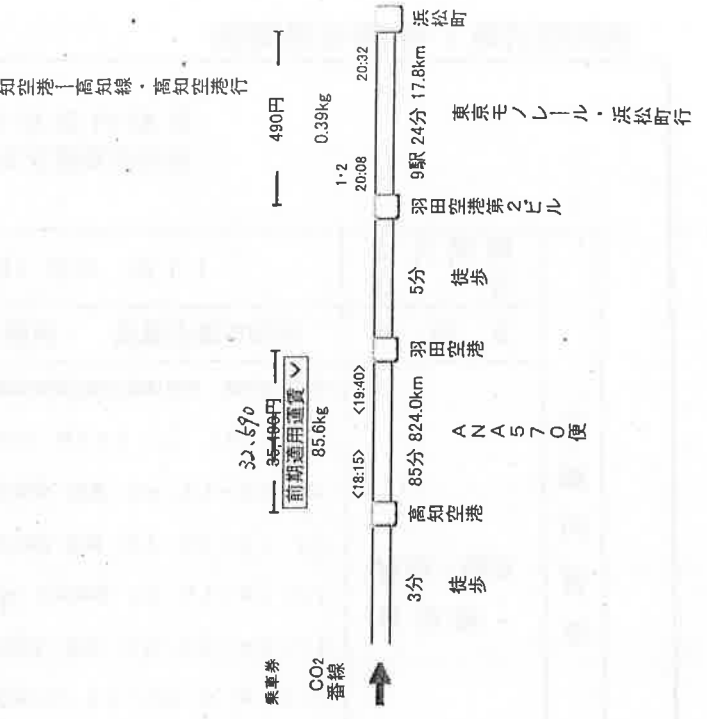 知空港ー高知線・高知空港行
乗車券
32,690
35,190円
前期適用運賃
490円
CO2
85.6kg
0.39kg
番線
1・2
<18:15>
<19:40>
20:08
20:32
高知空港
羽田空港
羽田空港第2ビル
浜松町
3分
85分 824.0km
5分
9駅 24分 17.8km
徒歩
ANA570便
徒歩
東京モノレール・浜松町行